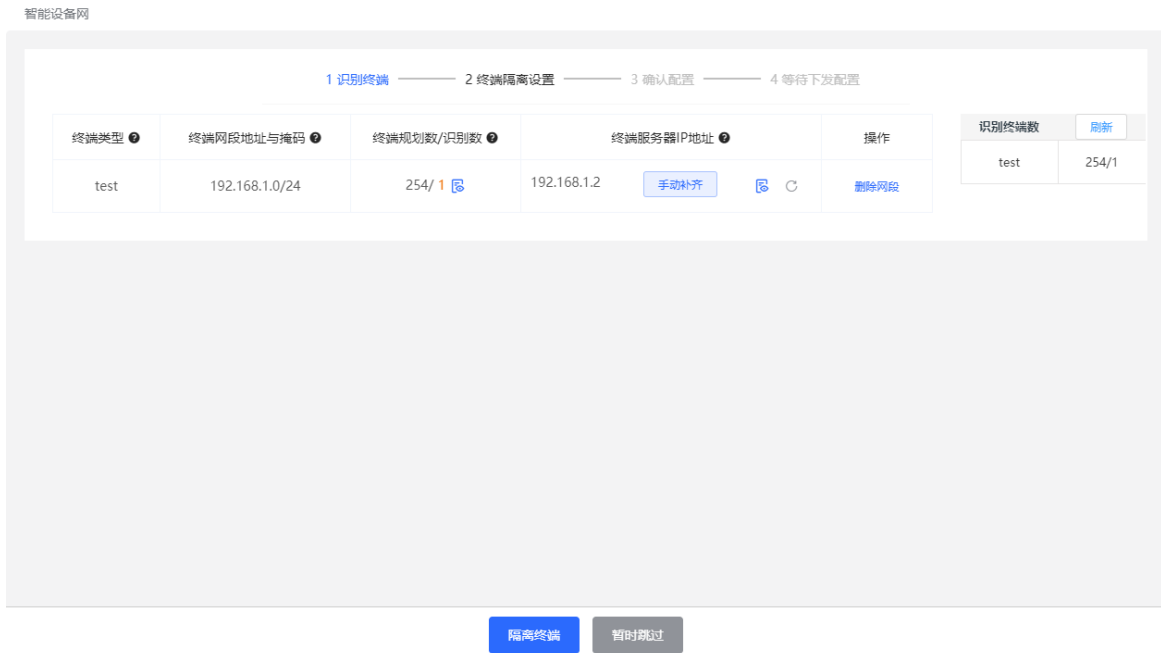 智能设备网
1 识别终端 2 终端隔离设置 3 确认配置 4 等待下发配置
终端类型 终端网段地址与掩码 终端规划数/识别数 终端服务器IP地址 操作
test 192.168.1.0/24 254/ 1 192.168.1.2 手动补齐 删除网段
识别终端数 刷新
test 254/1
隔离终端 暂时跳过